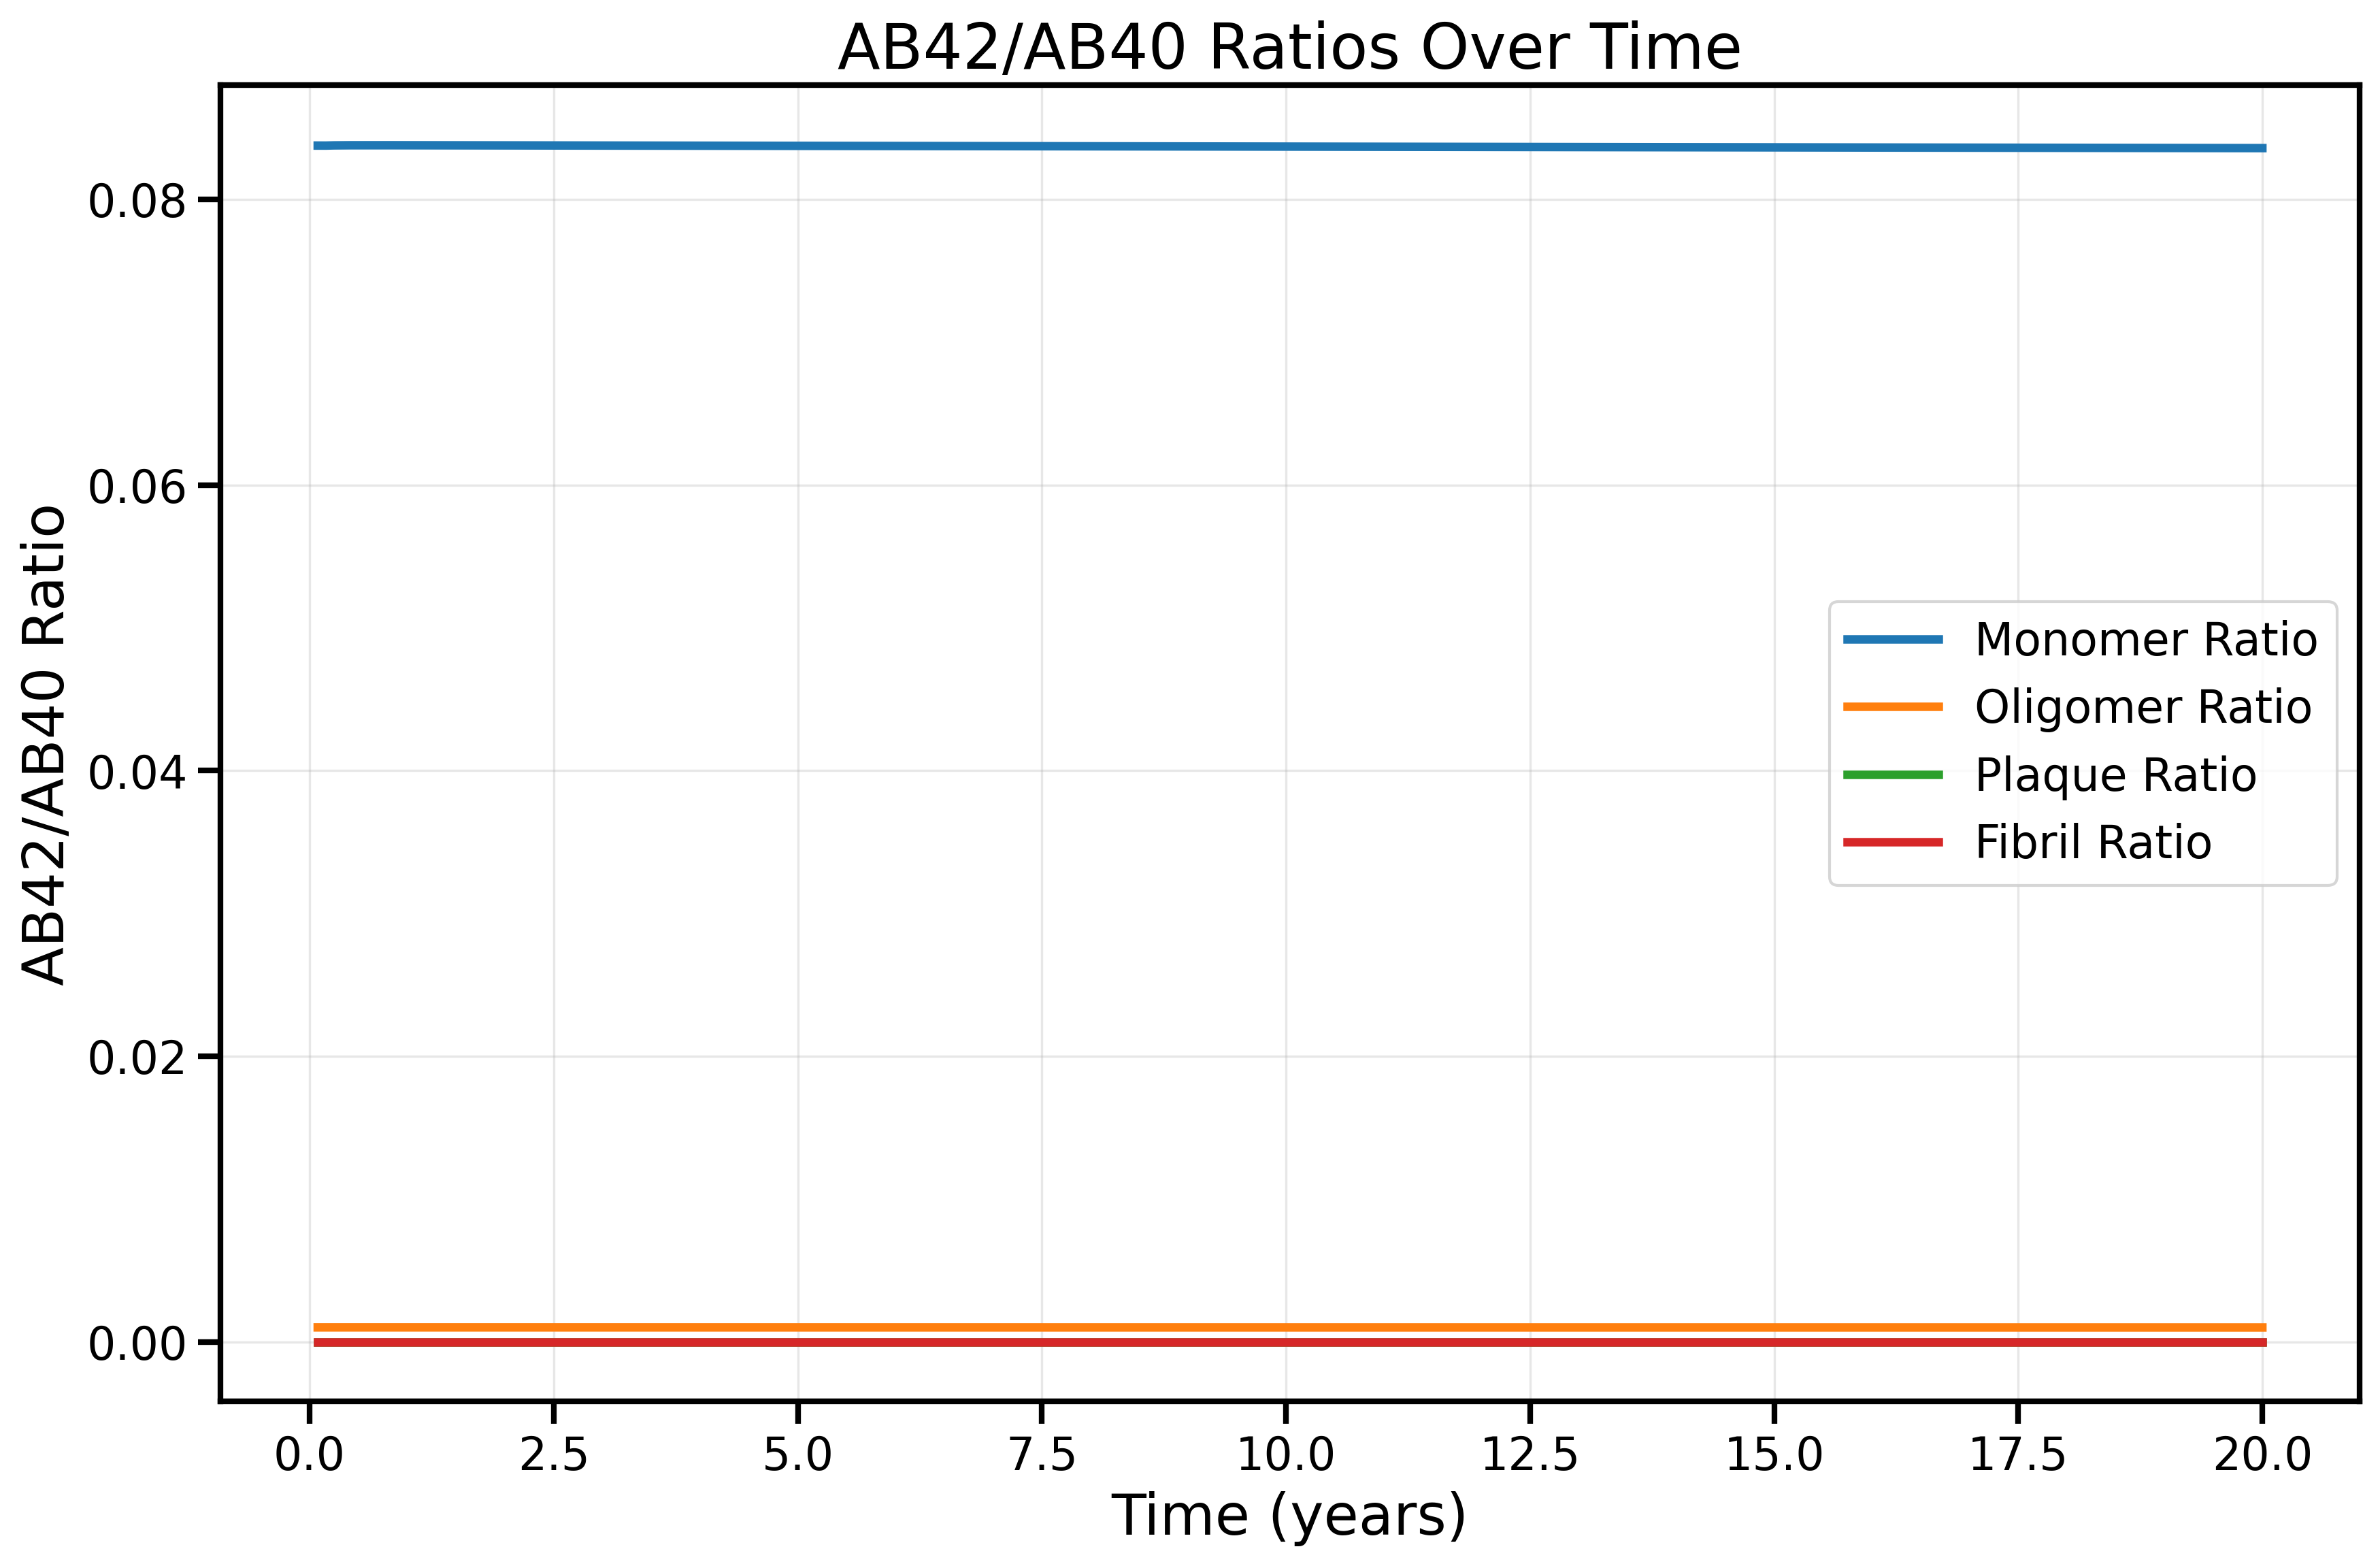 AB42/AB40 Ratios Over Time
AB42/AB40 Ratio
0.08
0.06
0.04
0.02
0.00
Monomer Ratio
Oligomer Ratio
Plaque Ratio
Fibril Ratio
0.0 2.5 5.0 7.5 10.0 12.5 15.0 17.5 20.0
Time (years)